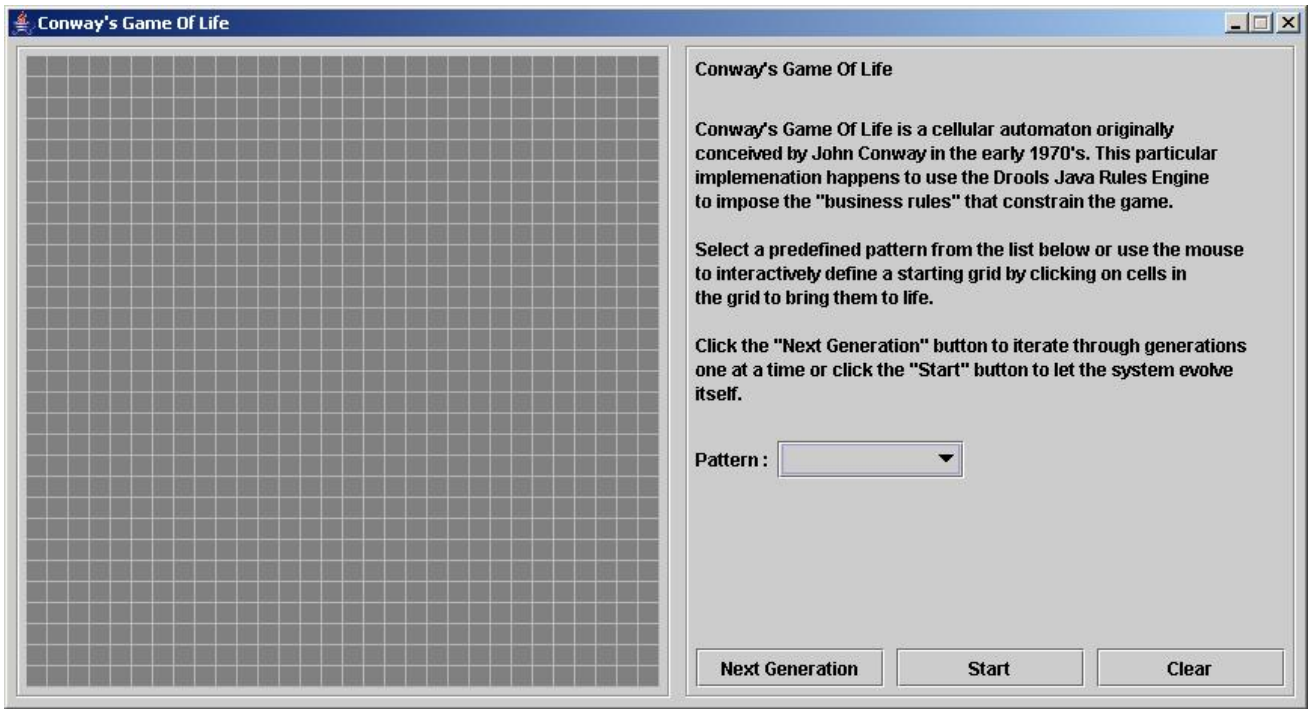 Conway's Game Of Life
Conway's Game Of Life
Conway's Game Of Life is a cellular automaton originally
conceived by John Conway in the early 1970's. This particular
implemenation happens to use the Drools Java Rules Engine
to impose the "business rules" that constrain the game.
Select a predefined pattern from the list below or use the mouse
to interactively define a starting grid by clicking on cells in
the grid to bring them to life.
Click the "Next Generation" button to iterate through generations
one at a time or click the "Start" button to let the system evolve
itself.
Pattern :
Next Generation Start Clear